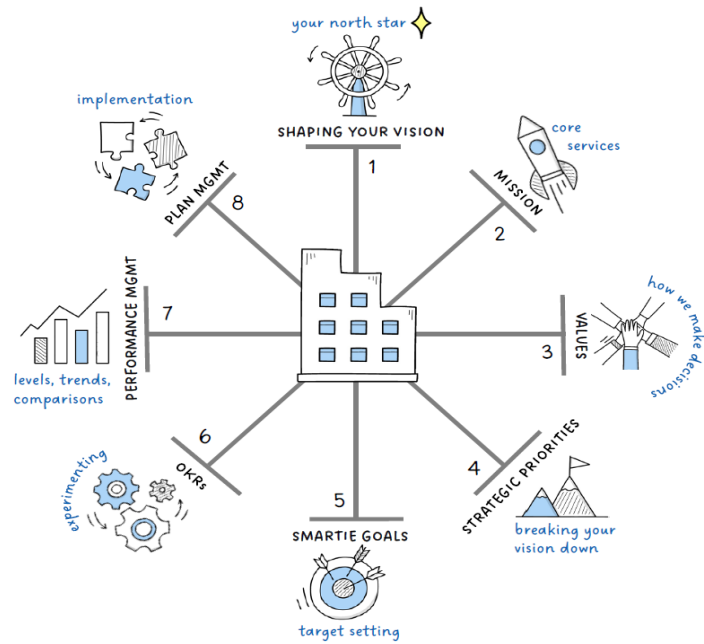 your north star
SHAPING YOUR VISION
1
core
services
MISSION
2
how we make decisions
VALUES
3
STRATEGIC PRIORITIES
4
breaking your
vision down
5
SMARTIE GOALS
target setting
6
OKRs
experimenting
7
PERFORMANCE MGMT
levels, trends,
comparisons
8
PLAN MGMT
implementation